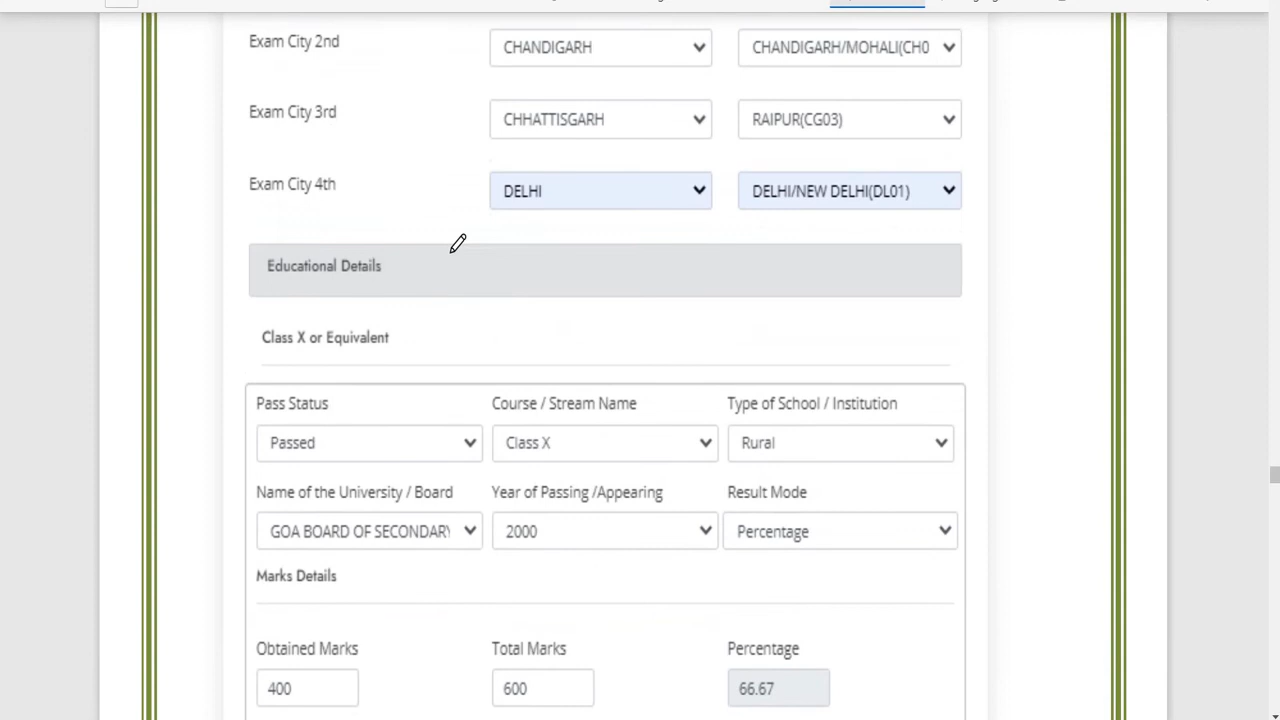 Exam City 2nd CHANDIGARH CHANDIGARH/MOHALI(CH0
Exam City 3rd CHHATTISGARH RAIPUR(CG03)
Exam City 4th DELHI DELHI/NEW DELHI(DL01)
Educational Details
Class X or Equivalent
Pass Status Course / Stream Name Type of School / Institution
Passed Class X Rural
Name of the University / Board Year of Passing /Appearing Result Mode
GOA BOARD OF SECONDARY 2000 Percentage
Marks Details
Obtained Marks Total Marks Percentage
400 600 66.67